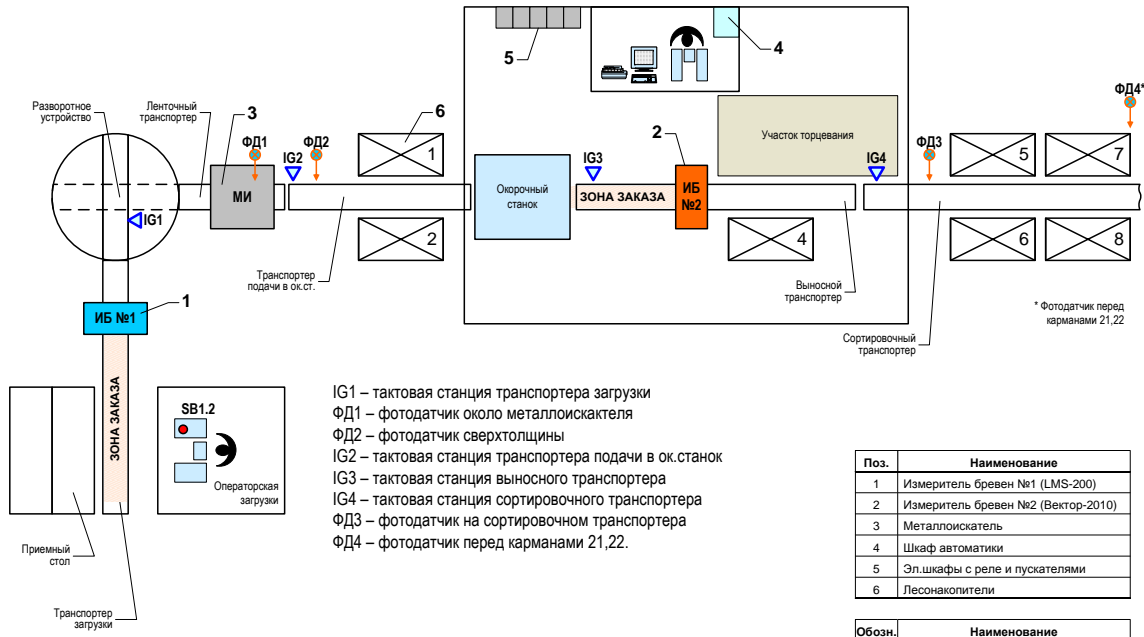 5
4
ФД4*
Разворотное
устройство
Ленточный
транспортер
3
ФД1
IG2
ФД2
6
1
2
IG3
Участок торцевания
IG4
ФД3
5
7
МИ
Окорочный
станок
ЗОНА ЗАКАЗА
ИБ
№2
IG1
2
4
6
8
Транспортер
подачи в ок.ст.
Выносной
транспортер
* Фотодатчик перед
карманами 21,22
Сортировочный
транспортер
1
ИБ №1
ЗОНА ЗАКАЗА
SB1.2
Операторская
загрузки
Приемный
стол
Транспортер
загрузки
IG1 – тактовая станция транспортера загрузки
ФД1 – фотодатчик около металлоискактеля
ФД2 – фотодатчик сверхтолщины
IG2 – тактовая станция транспортера подачи в ок.станок
IG3 – тактовая станция выносного транспортера
IG4 – тактовая станция сортировочного транспортера
ФД3 – фотодатчик на сортировочном транспортера
ФД4 – фотодатчик перед карманами 21,22.
Поз. Наименование
1 Измеритель бревен №1 (LMS-200)
2 Измеритель бревен №2 (Вектор-2010)
3 Металлоискатель
4 Шкаф автоматики
5 Эл.шкафы с реле и пускателями
6 Лесонакопители
Обозн. Наименование